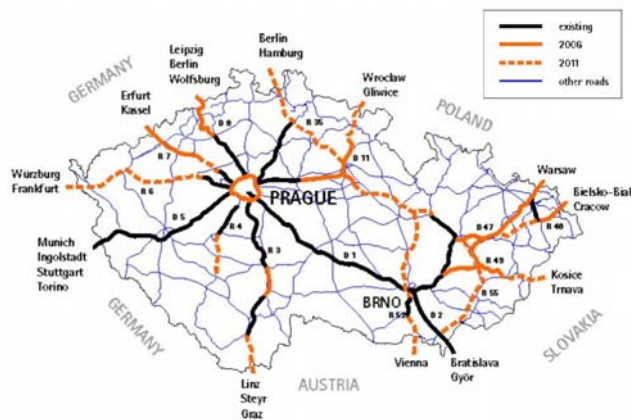 existing
2006
2011
other roads
GERMANY
Leipzig
Berlin
Wolfsburg
Berlin
Hamburg
Wroclaw
Gliwice
POLAND
Erfurt
Kassel
D 8
R 35
R 7
D 11
Würzburg
Frankfurt
R 6
PRAGUE
Warsaw
Bielsko-Bial
Cracow
D 5
R 4
R 3
D 1
D 47
R 48
R 49
R 55
Munich
Ingolstadt
Stuttgart
Torino
Kosice
Trnava
BRNO
R 52
D 2
GERMANY
SLOVAKIA
Linz
Steyr
Graz
AUSTRIA
Vienna
Bratislava
Györ